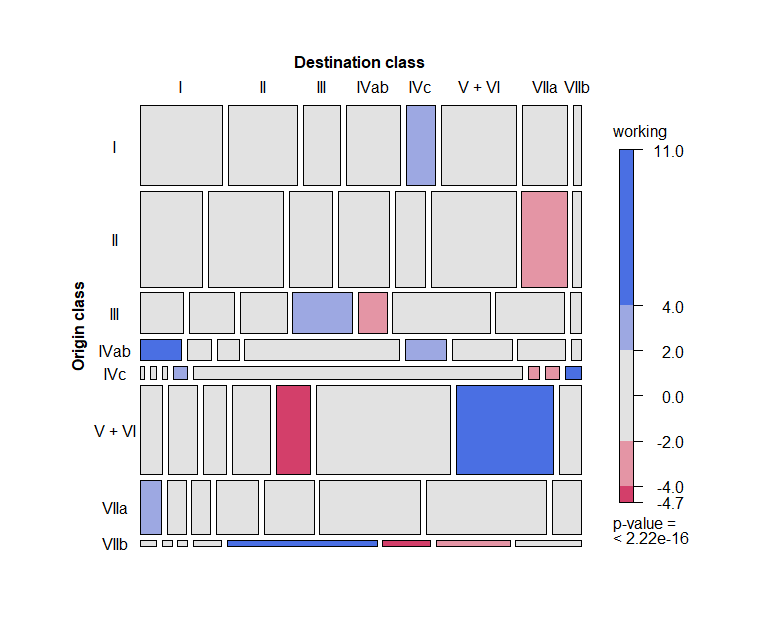 Destination class
I II III IVab IVc V + VI VIIa VIIb
Origin class
I
II
III
IVab
IVc
V + VI
VIIa
VIIb
working
11.0
4.0
2.0
0.0
-2.0
-4.0
-4.7
p-value =
< 2.22e-16